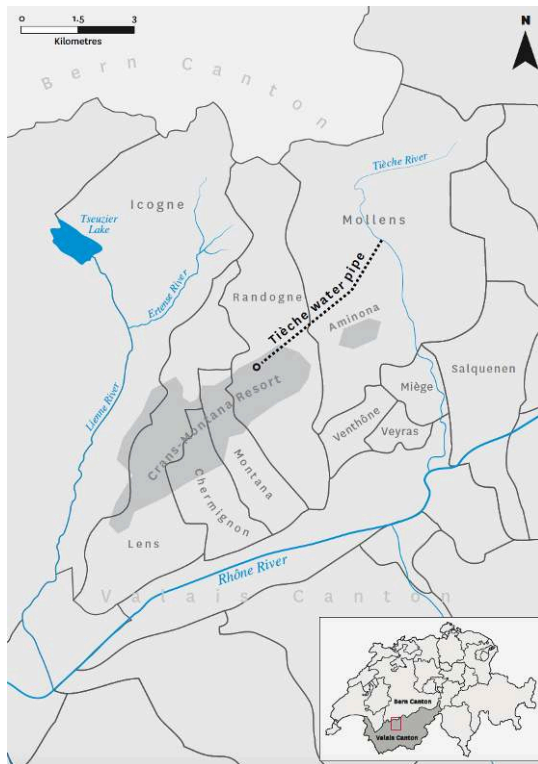 0 1.5 3
Kilometres
N
Bern Canton
Tièche River
Icogne
Mollens
Tseuzier
Lake
Ertense River
Randogne
Tièche water pipe
Aminona
Salquenen
Miège
Crans-Montana Resort
Lienne River
Venthône
Veyras
Montana
Chermignon
Lens
Rhône River
Valais Canton
Bern Canton
Valais Canton